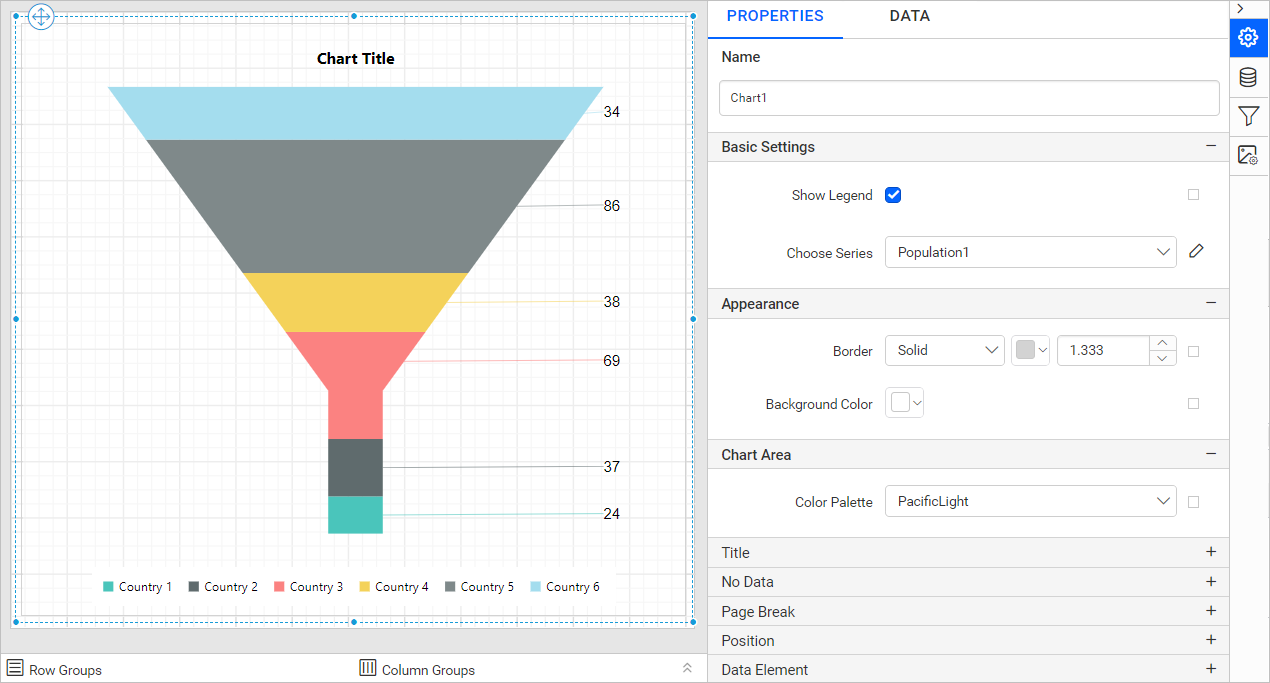 Chart Title
34
86
38
69
37
24
Country 1 Country 2 Country 3 Country 4 Country 5 Country 6
Row Groups Column Groups
PROPERTIES DATA
Name
Chart1
Basic Settings
Show Legend
Choose Series Population1
Appearance
Border Solid 1.333
Background Color
Chart Area
Color Palette PacificLight
Title
No Data
Page Break
Position
Data Element